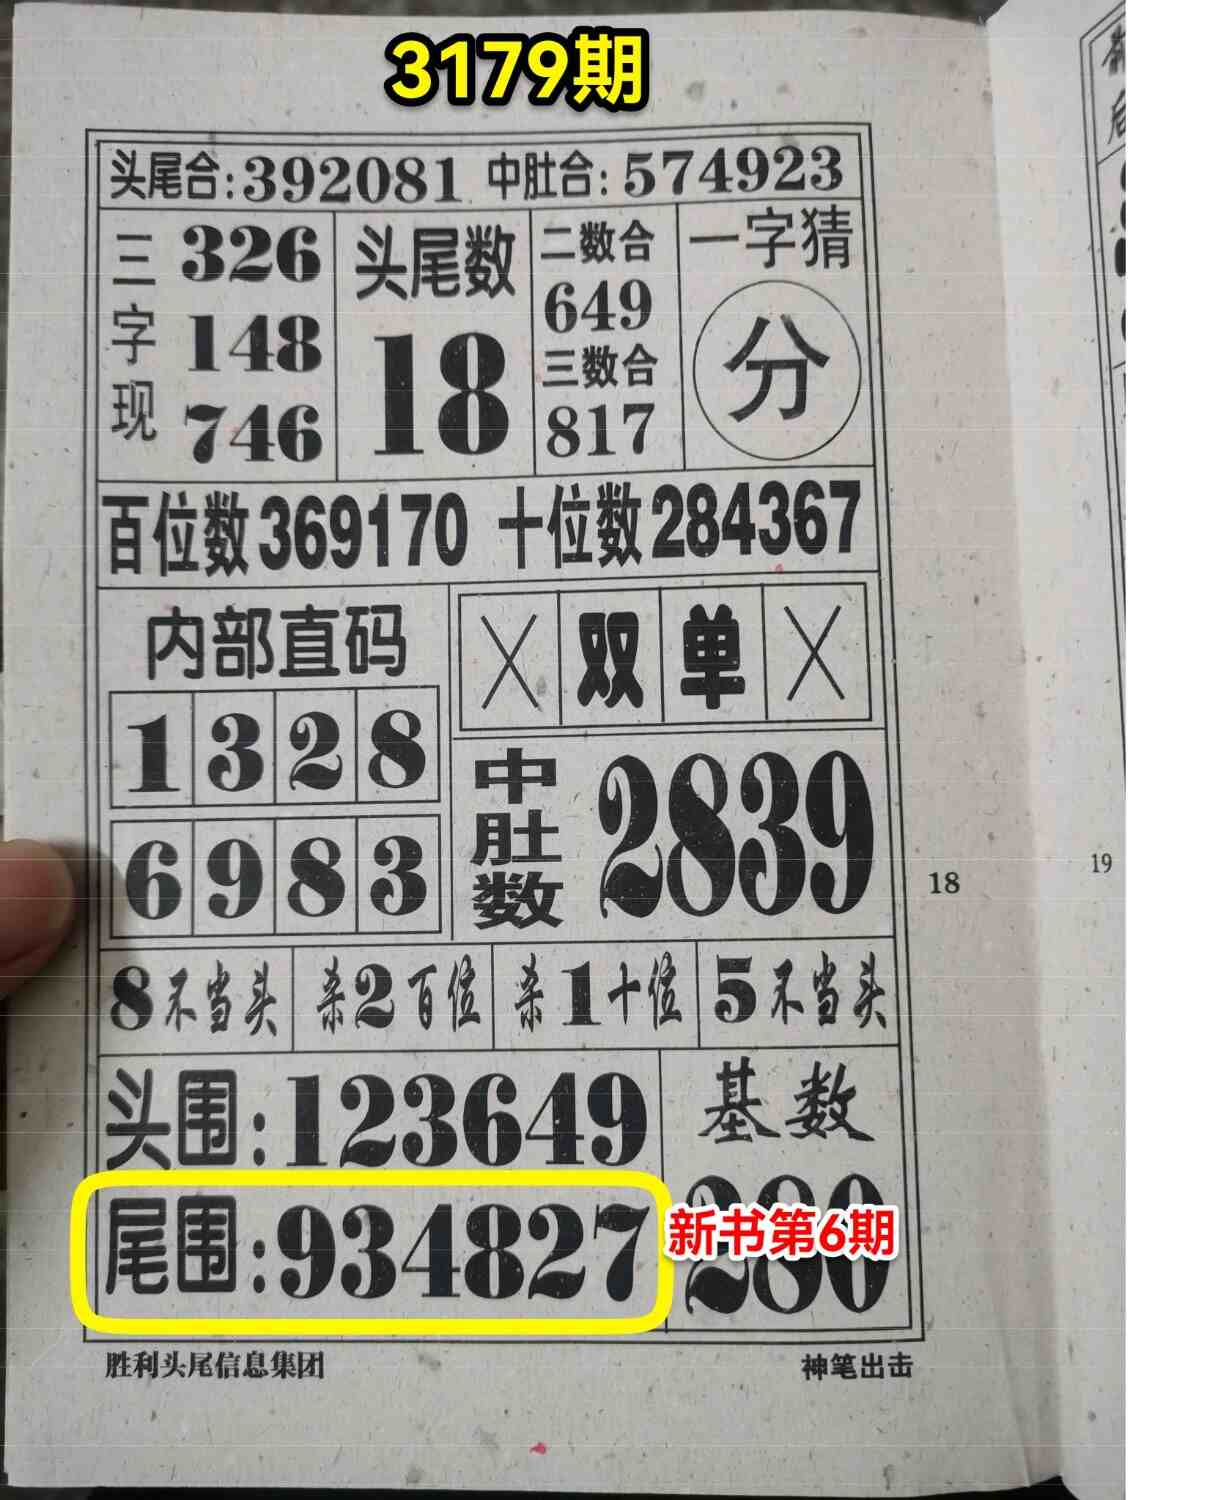 3179期
头尾合:392081 中肚合:574923
三字现
326
148
746
头尾数
18
二数合
649
三数合
817
一字猜
分
百位数369170 十位数284367
内部直码
1328
6983
╳ 双 单 ╳
中肚数
2839
8不当头 杀2百位 杀1十位 5不当头
头围:123649
尾围:934827
基数
280
新书第6期
胜利头尾信息集团 神笔出击
18
19